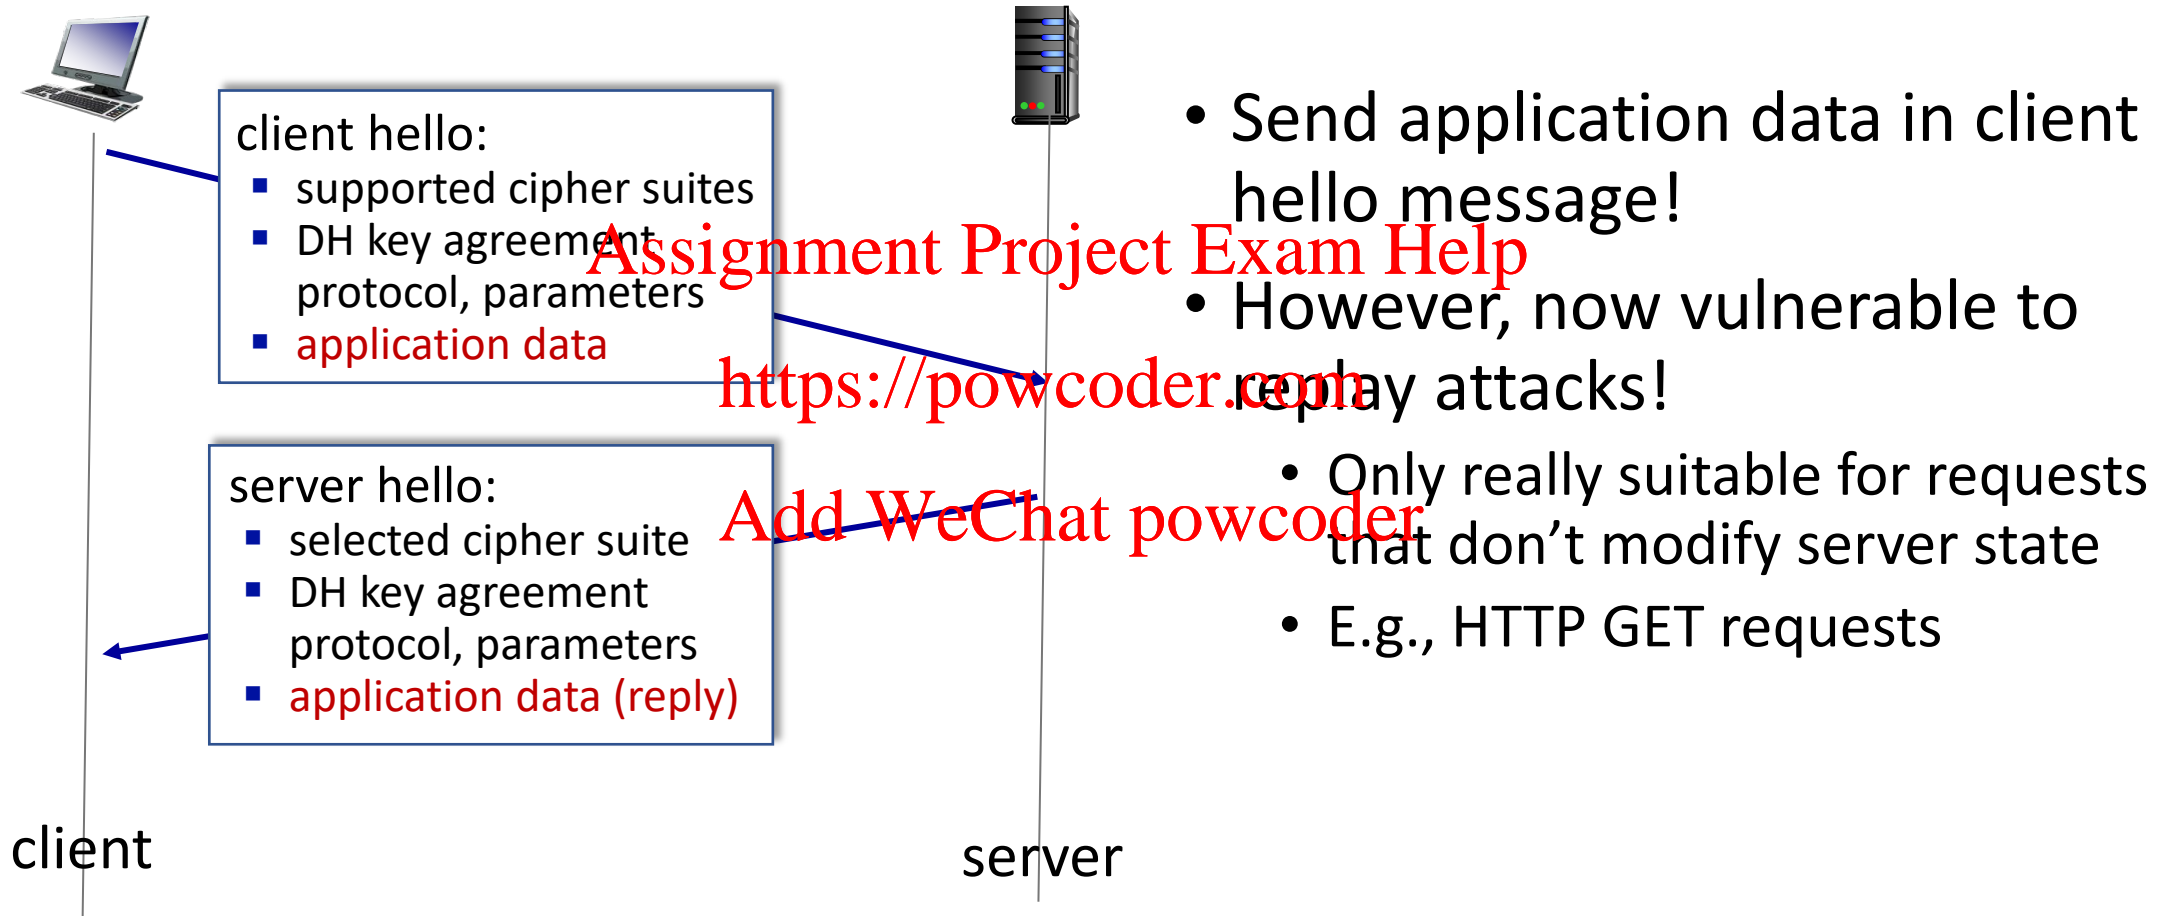 client hello:
supported cipher suites
DH key agreement
protocol, parameters
application data
server hello:
selected cipher suite
DH key agreement
protocol, parameters
application data (reply)
client
server
• Send application data in client
hello message!
• However, now vulnerable to
replay attacks!
• Only really suitable for requests
that don’t modify server state
• E.g., HTTP GET requests
Assignment Project Exam Help
https://powcoder.com
Add WeChat powcoder